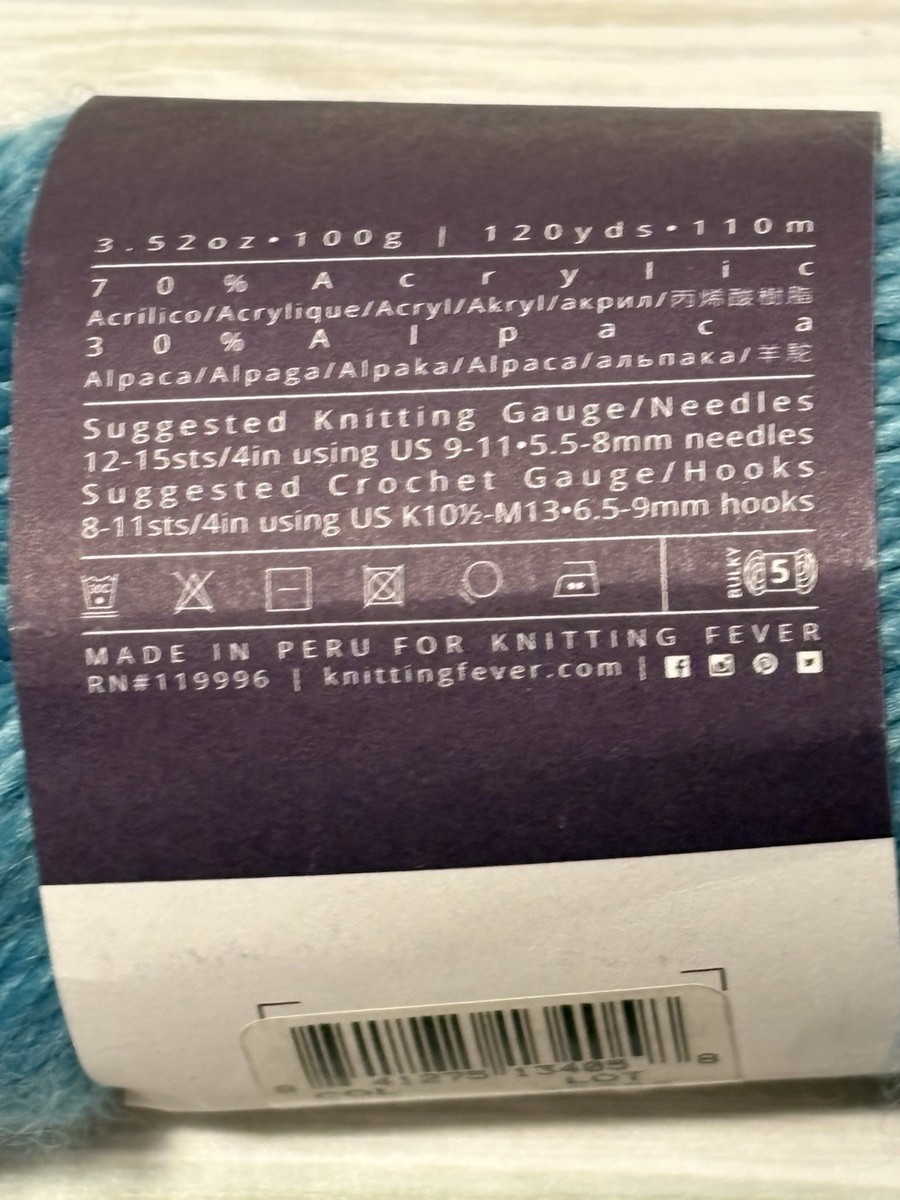 3.52oz•100g | 120yds•110m
70% Acrylic
Acrílico/Acrylique/Acryl/Akryl/акрил/丙烯酸樹脂
30% Alpaca
Alpaca/Alpaga/Alpaka/Alpaca/альпака/羊駝
Suggested Knitting Gauge/Needles
12-15sts/4in using US 9-11•5.5-8mm needles
Suggested Crochet Gauge/Hooks
8-11sts/4in using US K10½-M13•6.5-9mm hooks
30C
BULKY 5
MADE IN PERU FOR KNITTING FEVER
RN#119996 | knittingfever.com |
41275 13405 8
COL LOT